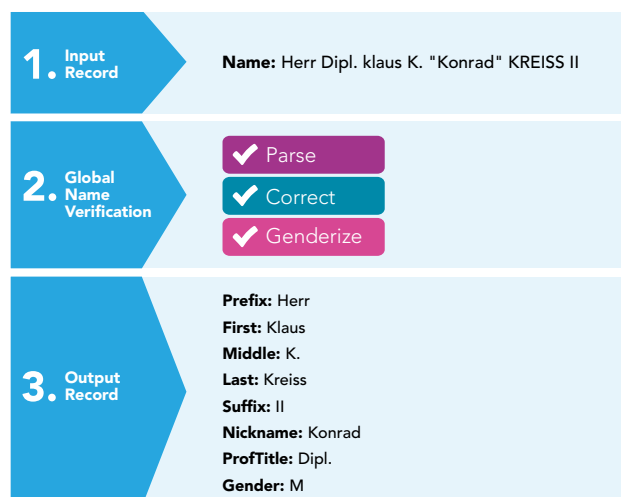 1. Input Record
Name: Herr Dipl. klaus K. "Konrad" KREISS II
2. Global Name Verification
Parse
Correct
Genderize
3. Output Record
Prefix: Herr
First: Klaus
Middle: K.
Last: Kreiss
Suffix: II
Nickname: Konrad
ProfTitle: Dipl.
Gender: M